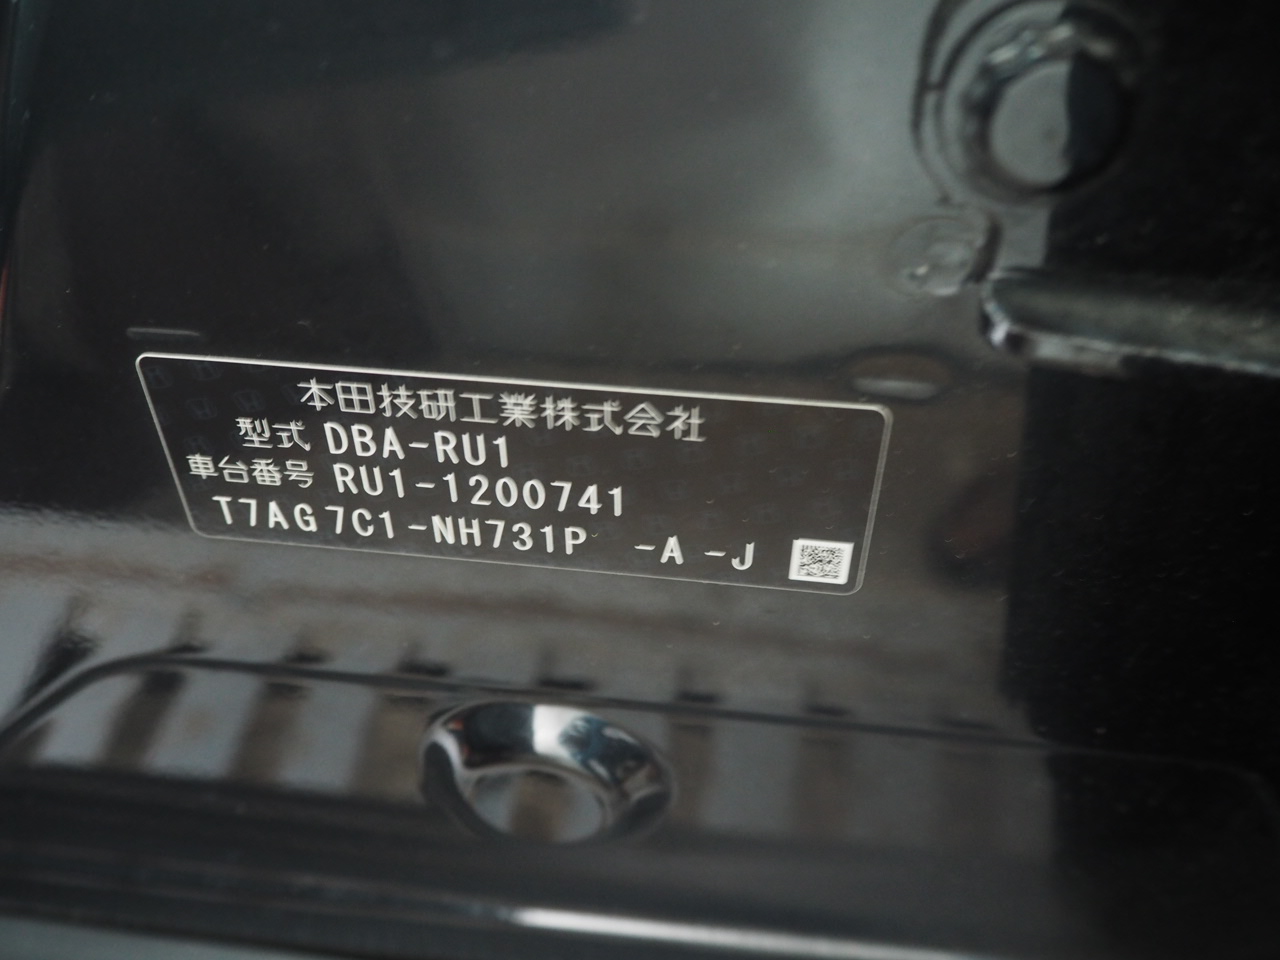 本田技研工業株式会社
型式 DBA-RU1
車台番号 RU1-1200741
T7AG7C1-NH731P -A -J